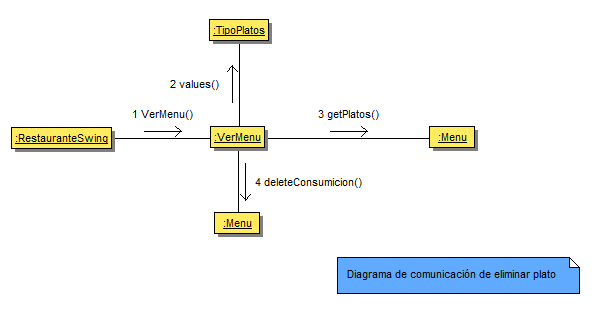 :TipoPlatos
2 values()
1 VerMenu()
3 getPlatos()
:RestauranteSwing
:VerMenu
:Menu
4 deleteConsumicion()
:Menu
Diagrama de comunicación de eliminar plato